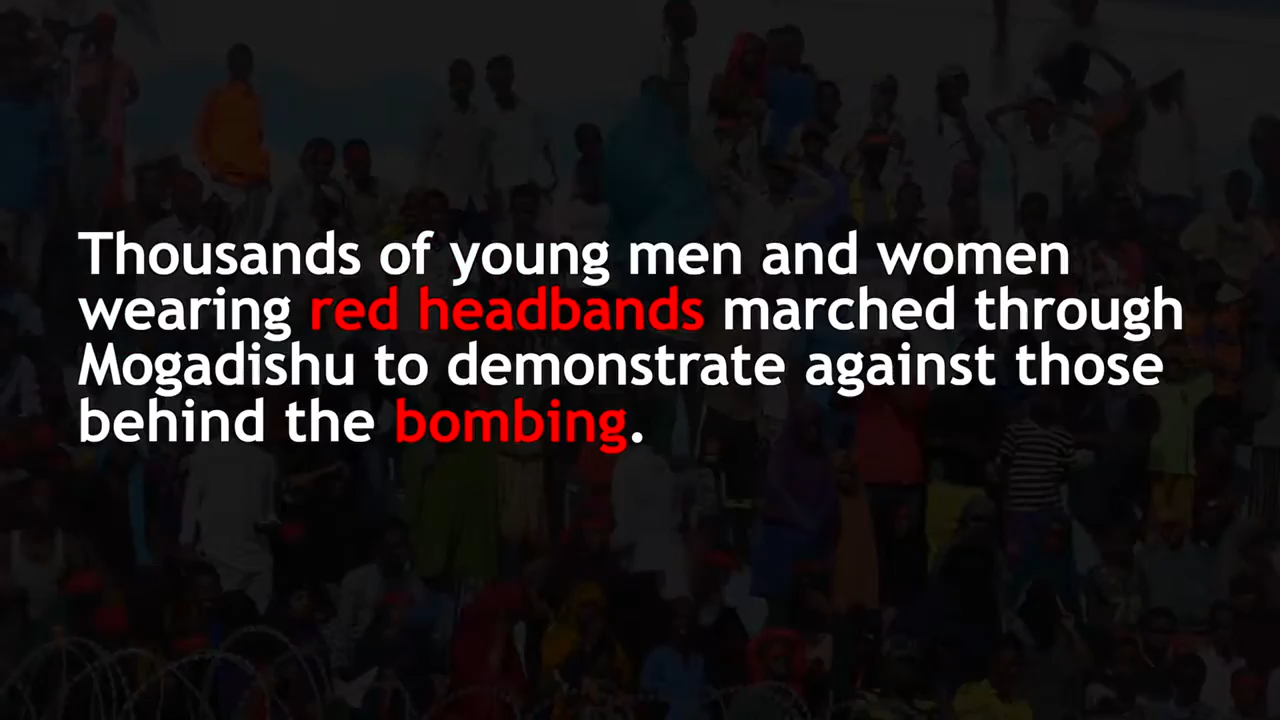 Thousands of young men and women
wearing red headbands marched through
Mogadishu to demonstrate against those
behind the bombing.